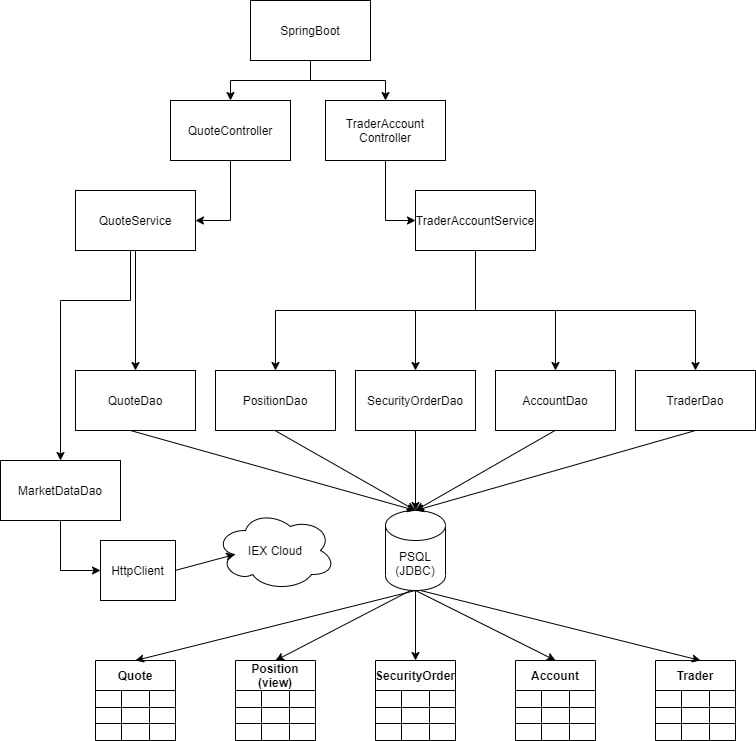 SpringBoot
QuoteController
TraderAccount
Controller
QuoteService
TraderAccountService
QuoteDao
PositionDao
SecurityOrderDao
AccountDao
TraderDao
MarketDataDao
HttpClient
IEX Cloud
PSQL
(JDBC)
Quote
Position
(view)
SecurityOrder
Account
Trader